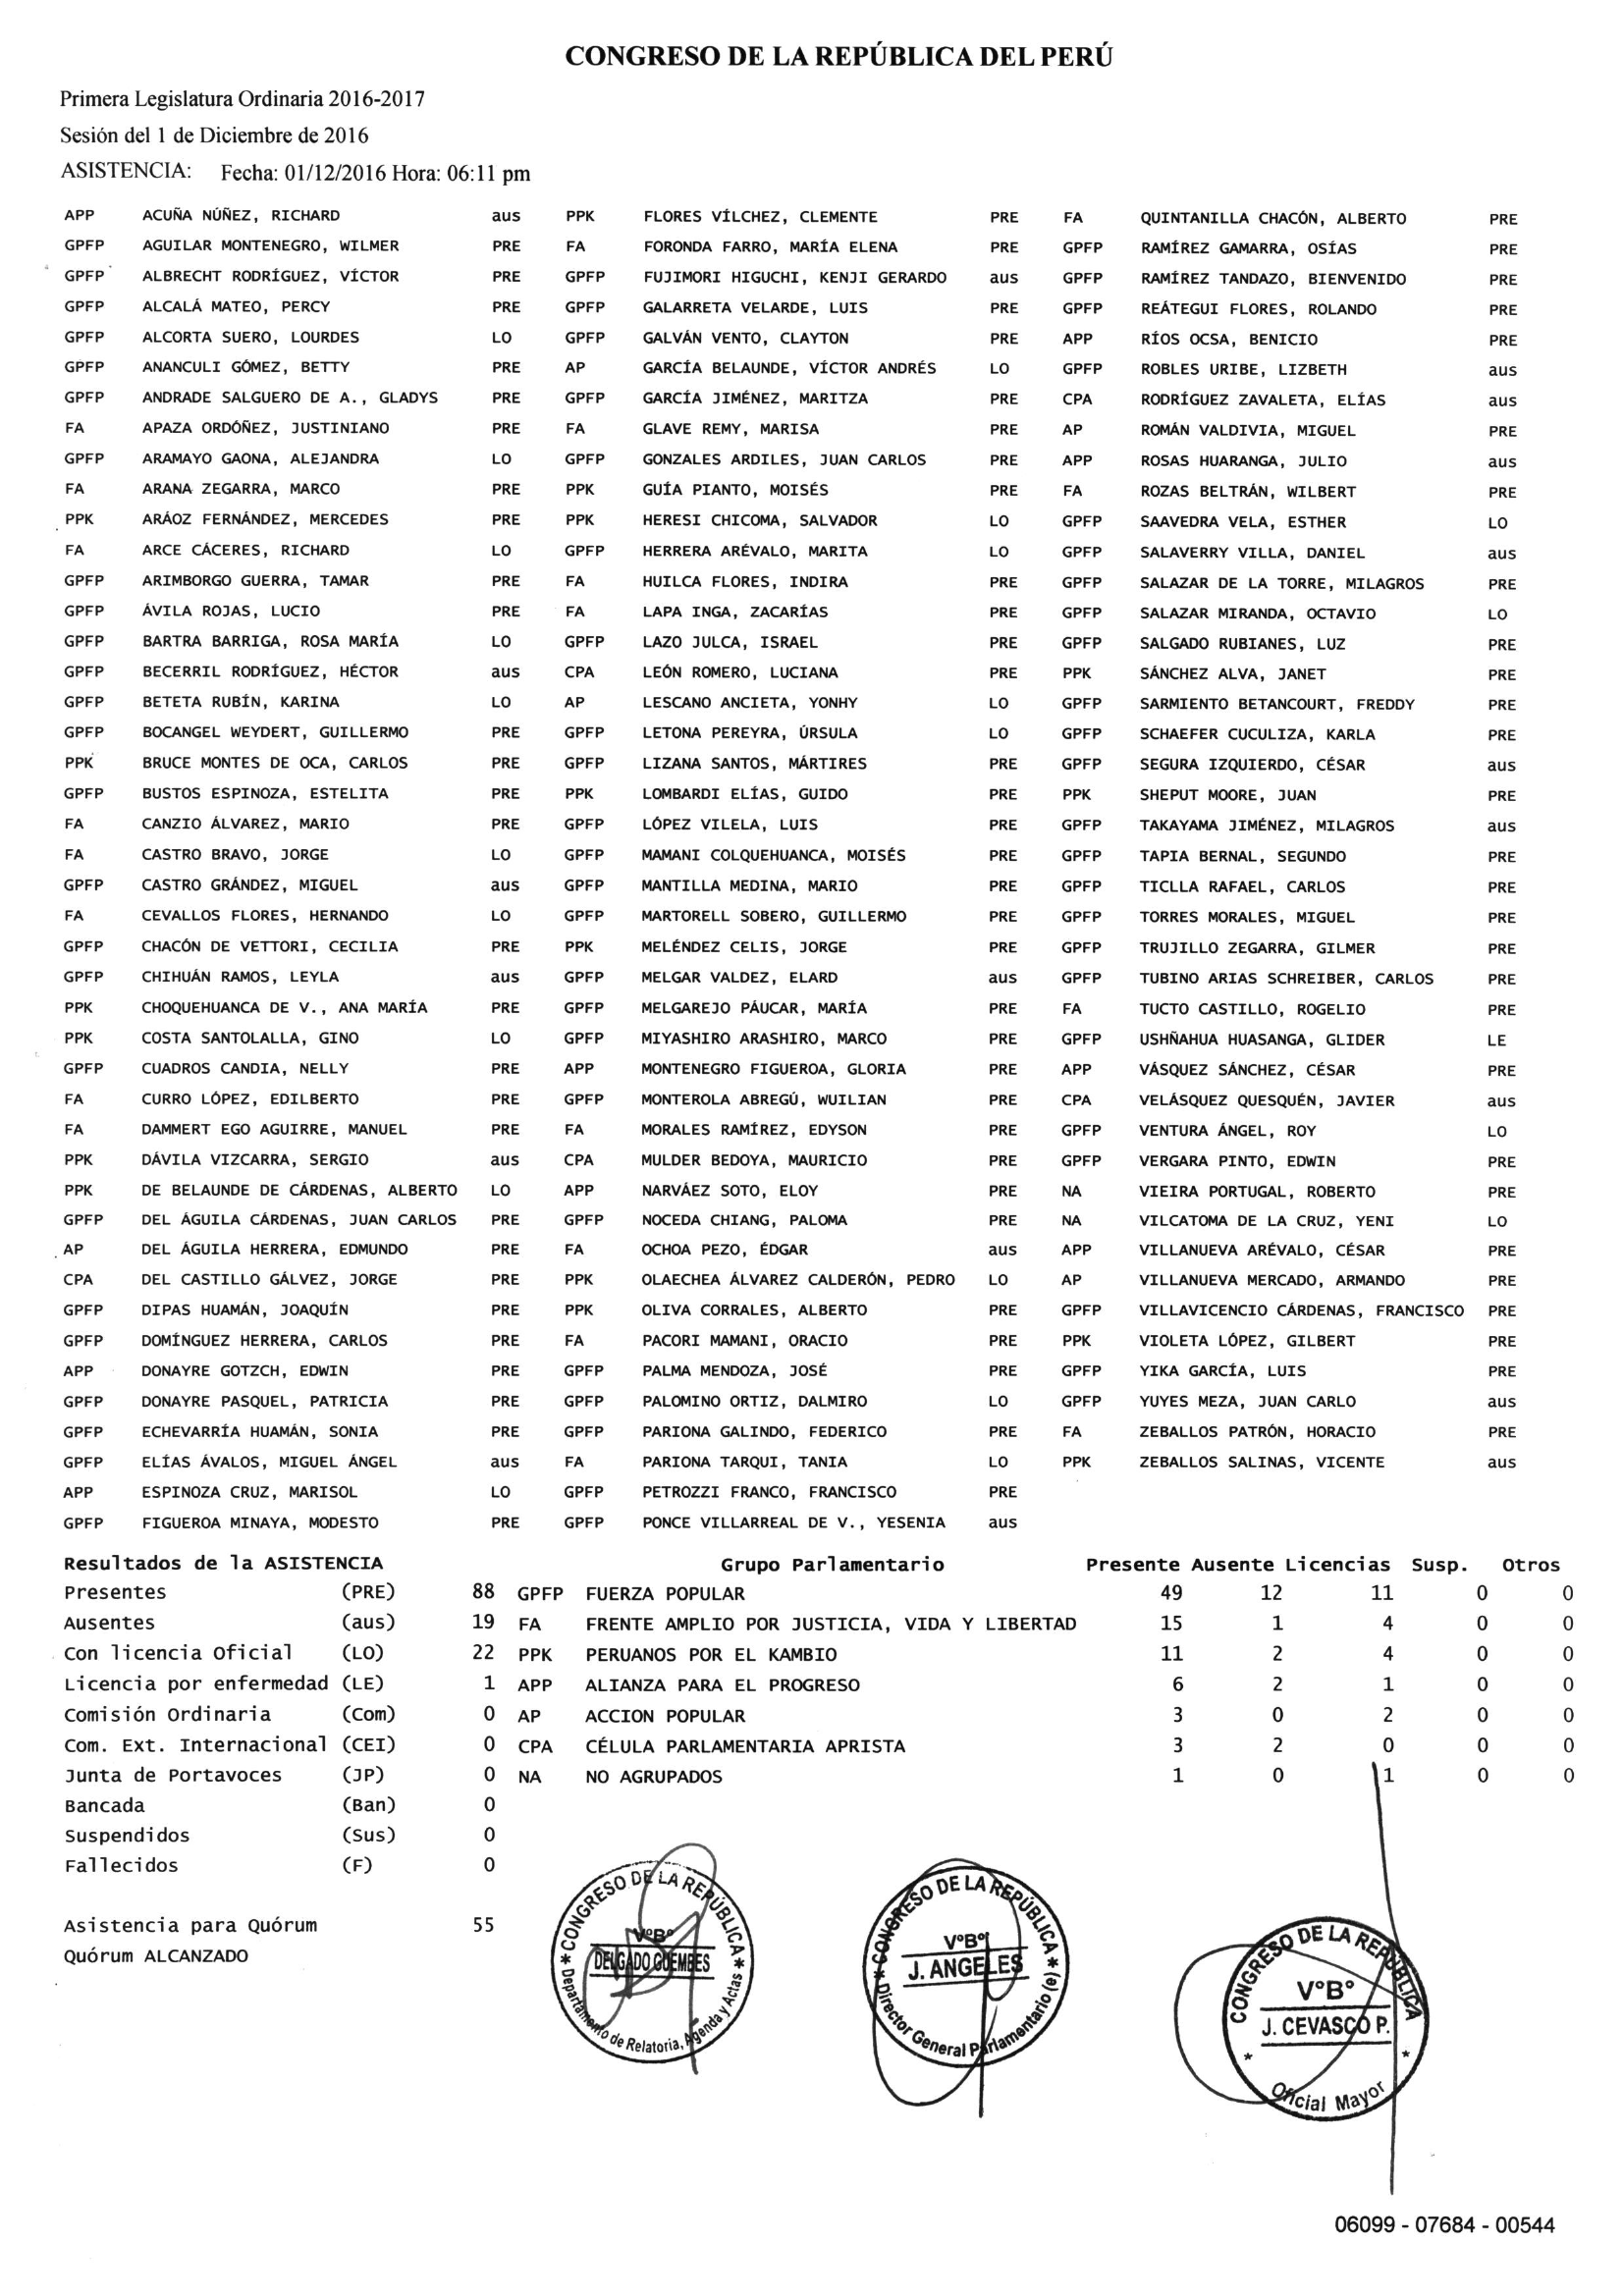 CONGRESO DE LA REPÚBLICA DEL PERÚ
Primera Legislatura Ordinaria 2016-2017
Sesión del 1 de Diciembre de 2016
ASISTENCIA: Fecha: 01/12/2016 Hora: 06:11 pm
APP ACUÑA NÚÑEZ, RICHARD aus PPK FLORES VÍLCHEZ, CLEMENTE PRE FA QUINTANILLA CHACÓN, ALBERTO PRE
GPFP AGUILAR MONTENEGRO, WILMER PRE FA FORONDA FARRO, MARÍA ELENA PRE GPFP RAMÍREZ GAMARRA, OSÍAS PRE
GPFP ALBRECHT RODRÍGUEZ, VÍCTOR PRE GPFP FUJIMORI HIGUCHI, KENJI GERARDO aus GPFP RAMÍREZ TANDAZO, BIENVENIDO PRE
GPFP ALCALÁ MATEO, PERCY PRE GPFP GALARRETA VELARDE, LUIS PRE GPFP REÁTEGUI FLORES, ROLANDO PRE
GPFP ALCORTA SUERO, LOURDES LO GPFP GALVÁN VENTO, CLAYTON PRE APP RÍOS OCSA, BENICIO PRE
GPFP ANANCULI GÓMEZ, BETTY PRE AP GARCÍA BELAUNDE, VÍCTOR ANDRÉS LO GPFP ROBLES URIBE, LIZBETH aus
GPFP ANDRADE SALGUERO DE A., GLADYS PRE GPFP GARCÍA JIMÉNEZ, MARITZA PRE CPA RODRÍGUEZ ZAVALETA, ELÍAS aus
FA APAZA ORDÓÑEZ, JUSTINIANO PRE FA GLAVE REMY, MARISA PRE AP ROMÁN VALDIVIA, MIGUEL PRE
GPFP ARAMAYO GAONA, ALEJANDRA LO GPFP GONZALES ARDILES, JUAN CARLOS PRE APP ROSAS HUARANGA, JULIO aus
FA ARANA ZEGARRA, MARCO PRE PPK GUÍA PIANTO, MOISÉS PRE FA ROZAS BELTRÁN, WILBERT PRE
PPK ARÁOZ FERNÁNDEZ, MERCEDES PRE PPK HERESI CHICOMA, SALVADOR LO GPFP SAAVEDRA VELA, ESTHER LO
FA ARCE CÁCERES, RICHARD LO GPFP HERRERA ARÉVALO, MARITA LO GPFP SALAVERRY VILLA, DANIEL aus
GPFP ARIMBORGO GUERRA, TAMAR PRE FA HUILCA FLORES, INDIRA PRE GPFP SALAZAR DE LA TORRE, MILAGROS PRE
GPFP ÁVILA ROJAS, LUCIO PRE FA LAPA INGA, ZACARÍAS PRE GPFP SALAZAR MIRANDA, OCTAVIO LO
GPFP BARTRA BARRIGA, ROSA MARÍA LO GPFP LAZO JULCA, ISRAEL PRE GPFP SALGADO RUBIANES, LUZ PRE
GPFP BECERRIL RODRÍGUEZ, HÉCTOR aus CPA LEÓN ROMERO, LUCIANA PRE PPK SÁNCHEZ ALVA, JANET PRE
GPFP BETETA RUBÍN, KARINA LO AP LESCANO ANCIETA, YONHY LO GPFP SARMIENTO BETANCOURT, FREDDY PRE
GPFP BOCANGEL WEYDERT, GUILLERMO PRE GPFP LETONA PEREYRA, ÚRSULA LO GPFP SCHAEFER CUCULIZA, KARLA PRE
PPK BRUCE MONTES DE OCA, CARLOS PRE GPFP LIZANA SANTOS, MÁRTIRES PRE GPFP SEGURA IZQUIERDO, CÉSAR aus
GPFP BUSTOS ESPINOZA, ESTELITA PRE PPK LOMBARDI ELÍAS, GUIDO PRE PPK SHEPUT MOORE, JUAN PRE
FA CANZIO ÁLVAREZ, MARIO PRE GPFP LÓPEZ VILELA, LUIS PRE GPFP TAKAYAMA JIMÉNEZ, MILAGROS aus
FA CASTRO BRAVO, JORGE LO GPFP MAMANI COLQUEHUANCA, MOISÉS PRE GPFP TAPIA BERNAL, SEGUNDO PRE
GPFP CASTRO GRÁNDEZ, MIGUEL aus GPFP MANTILLA MEDINA, MARIO PRE GPFP TICLLA RAFAEL, CARLOS PRE
FA CEVALLOS FLORES, HERNANDO LO GPFP MARTORELL SOBERO, GUILLERMO PRE GPFP TORRES MORALES, MIGUEL PRE
GPFP CHACÓN DE VETTORI, CECILIA PRE PPK MELÉNDEZ CELIS, JORGE PRE GPFP TRUJILLO ZEGARRA, GILMER PRE
GPFP CHIHUÁN RAMOS, LEYLA aus GPFP MELGAR VALDEZ, ELARD aus GPFP TUBINO ARIAS SCHREIBER, CARLOS PRE
PPK CHOQUEHUANCA DE V., ANA MARÍA PRE GPFP MELGAREJO PÁUCAR, MARÍA PRE FA TUCTO CASTILLO, ROGELIO PRE
PPK COSTA SANTOLALLA, GINO LO GPFP MIYASHIRO ARASHIRO, MARCO PRE GPFP USHÑAHUA HUASANGA, GLIDER LE
GPFP CUADROS CANDIA, NELLY PRE APP MONTENEGRO FIGUEROA, GLORIA PRE APP VÁSQUEZ SÁNCHEZ, CÉSAR PRE
FA CURRO LÓPEZ, EDILBERTO PRE GPFP MONTEROLA ABREGÚ, WUILIAN PRE CPA VELÁSQUEZ QUESQUÉN, JAVIER aus
FA DAMMERT EGO AGUIRRE, MANUEL PRE FA MORALES RAMÍREZ, EDYSON PRE GPFP VENTURA ÁNGEL, ROY LO
PPK DÁVILA VIZCARRA, SERGIO aus CPA MULDER BEDOYA, MAURICIO PRE GPFP VERGARA PINTO, EDWIN PRE
PPK DE BELAUNDE DE CÁRDENAS, ALBERTO LO APP NARVÁEZ SOTO, ELOY PRE NA VIEIRA PORTUGAL, ROBERTO PRE
GPFP DEL ÁGUILA CÁRDENAS, JUAN CARLOS PRE GPFP NOCEDA CHIANG, PALOMA PRE NA VILCATOMA DE LA CRUZ, YENI LO
AP DEL ÁGUILA HERRERA, EDMUNDO PRE FA OCHOA PEZO, ÉDGAR aus APP VILLANUEVA ARÉVALO, CÉSAR PRE
CPA DEL CASTILLO GÁLVEZ, JORGE PRE PPK OLAECHEA ÁLVAREZ CALDERÓN, PEDRO LO AP VILLANUEVA MERCADO, ARMANDO PRE
GPFP DIPAS HUAMÁN, JOAQUÍN PRE PPK OLIVA CORRALES, ALBERTO PRE GPFP VILLAVICENCIO CÁRDENAS, FRANCISCO PRE
GPFP DOMÍNGUEZ HERRERA, CARLOS PRE FA PACORI MAMANI, ORACIO PRE PPK VIOLETA LÓPEZ, GILBERT PRE
APP DONAYRE GOTZCH, EDWIN PRE GPFP PALMA MENDOZA, JOSÉ PRE GPFP YIKA GARCÍA, LUIS PRE
GPFP DONAYRE PASQUEL, PATRICIA PRE GPFP PALOMINO ORTIZ, DALMIRO LO GPFP YUYES MEZA, JUAN CARLO aus
GPFP ECHEVARRÍA HUAMÁN, SONIA PRE GPFP PARIONA GALINDO, FEDERICO PRE FA ZEBALLOS PATRÓN, HORACIO PRE
GPFP ELÍAS ÁVALOS, MIGUEL ÁNGEL aus FA PARIONA TARQUI, TANIA LO PPK ZEBALLOS SALINAS, VICENTE aus
APP ESPINOZA CRUZ, MARISOL LO GPFP PETROZZI FRANCO, FRANCISCO PRE
GPFP FIGUEROA MINAYA, MODESTO PRE GPFP PONCE VILLARREAL DE V., YESENIA aus
Resultados de la ASISTENCIA Grupo Parlamentario Presente Ausente Licencias Susp. Otros
Presentes (PRE) 88 GPFP FUERZA POPULAR 49 12 11 0 0
Ausentes (aus) 19 FA FRENTE AMPLIO POR JUSTICIA, VIDA Y LIBERTAD 15 1 4 0 0
Con licencia Oficial (LO) 22 PPK PERUANOS POR EL KAMBIO 11 2 4 0 0
Licencia por enfermedad (LE) 1 APP ALIANZA PARA EL PROGRESO 6 2 1 0 0
Comisión Ordinaria (Com) 0 AP ACCION POPULAR 3 0 2 0 0
Com. Ext. Internacional (CEI) 0 CPA CÉLULA PARLAMENTARIA APRISTA 3 2 0 0 0
Junta de Portavoces (JP) 0 NA NO AGRUPADOS 1 0 1 0 0
Bancada (Ban) 0
Suspendidos (Sus) 0
Fallecidos (F) 0
Asistencia para Quórum 55
Quórum ALCANZADO
CONGRESO DE LA REPÚBLICA
V°B°
DELGADO GUEMBES
Departamento de Relatoria, Agenda y Actas
CONGRESO DE LA REPÚBLICA
V°B°
J. ANGELES
Director General Parlamentario (e)
CONGRESO DE LA REPÚBLICA
V°B°
J. CEVASCO P.
Oficial Mayor
06099 - 07684 - 00544